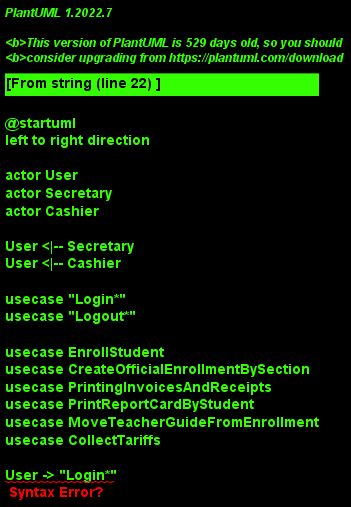 PlantUML 1.2022.7
<b>This version of PlantUML is 529 days old, so you should
<b>consider upgrading from https://plantuml.com/download
[From string (line 22) ]
@startuml
left to right direction
actor User
actor Secretary
actor Cashier
User <|-- Secretary
User <|-- Cashier
usecase "Login*"
usecase "Logout*"
usecase EnrollStudent
usecase CreateOfficialEnrollmentBySection
usecase PrintingInvoicesAndReceipts
usecase PrintReportCardByStudent
usecase MoveTeacherGuideFromEnrollment
usecase CollectTariffs
User -> "Login*"
Syntax Error?